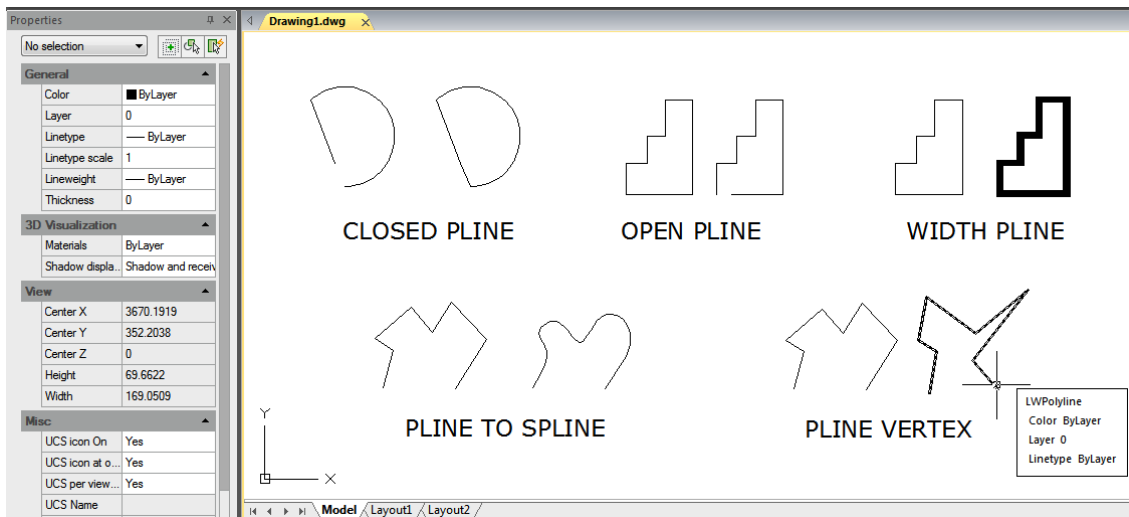 Properties
No selection
General
Color ByLayer
Layer 0
Linetype ByLayer
Linetype scale 1
Lineweight ByLayer
Thickness 0
3D Visualization
Materials ByLayer
Shadow displa.. Shadow and receiv
View
Center X 3670.1919
Center Y 352.2038
Center Z 0
Height 69.6622
Width 169.0509
Misc
UCS icon On Yes
UCS icon at o... Yes
UCS per view... Yes
UCS Name
Drawing1.dwg
CLOSED PLINE
OPEN PLINE
WIDTH PLINE
PLINE TO SPLINE
PLINE VERTEX
LWPolyline
Color ByLayer
Layer 0
Linetype ByLayer
Y
X
Model Layout1 Layout2